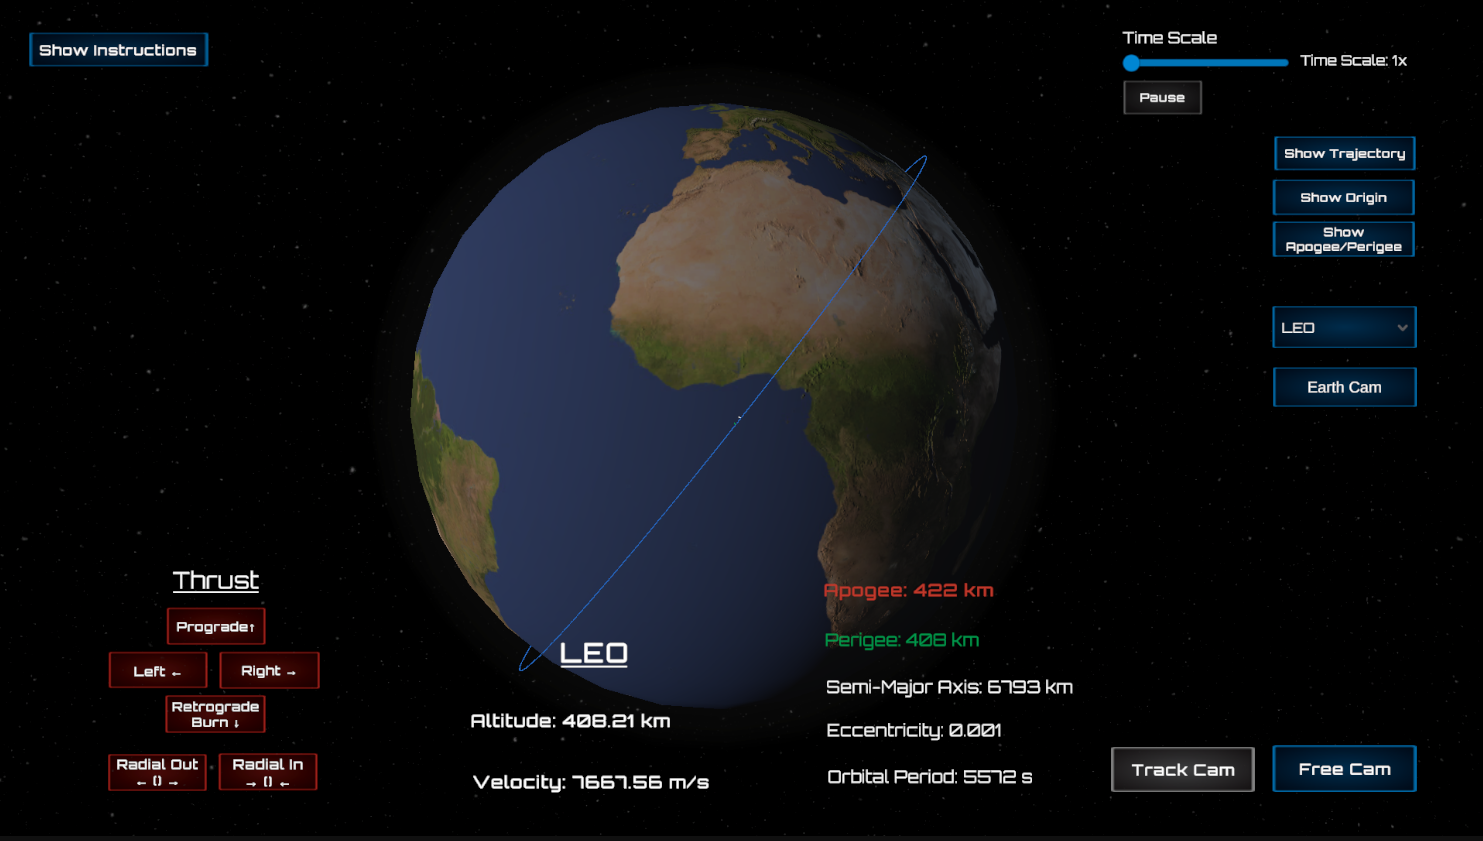 Show Instructions
Time Scale
Time Scale: 1x
Pause
Show Trajectory
Show Origin
Show
Apogee/Perigee
LEO
Earth Cam
Thrust
Prograde↑
Left ←
Right →
Retrograde
Burn ↓
Radial Out
← () →
Radial In
→ () ←
LEO
Altitude: 408.21 km
Velocity: 7667.56 m/s
Apogee: 422 km
Perigee: 408 km
Semi-Major Axis: 6793 km
Eccentricity: 0.001
Orbital Period: 5572 s
Track Cam
Free Cam